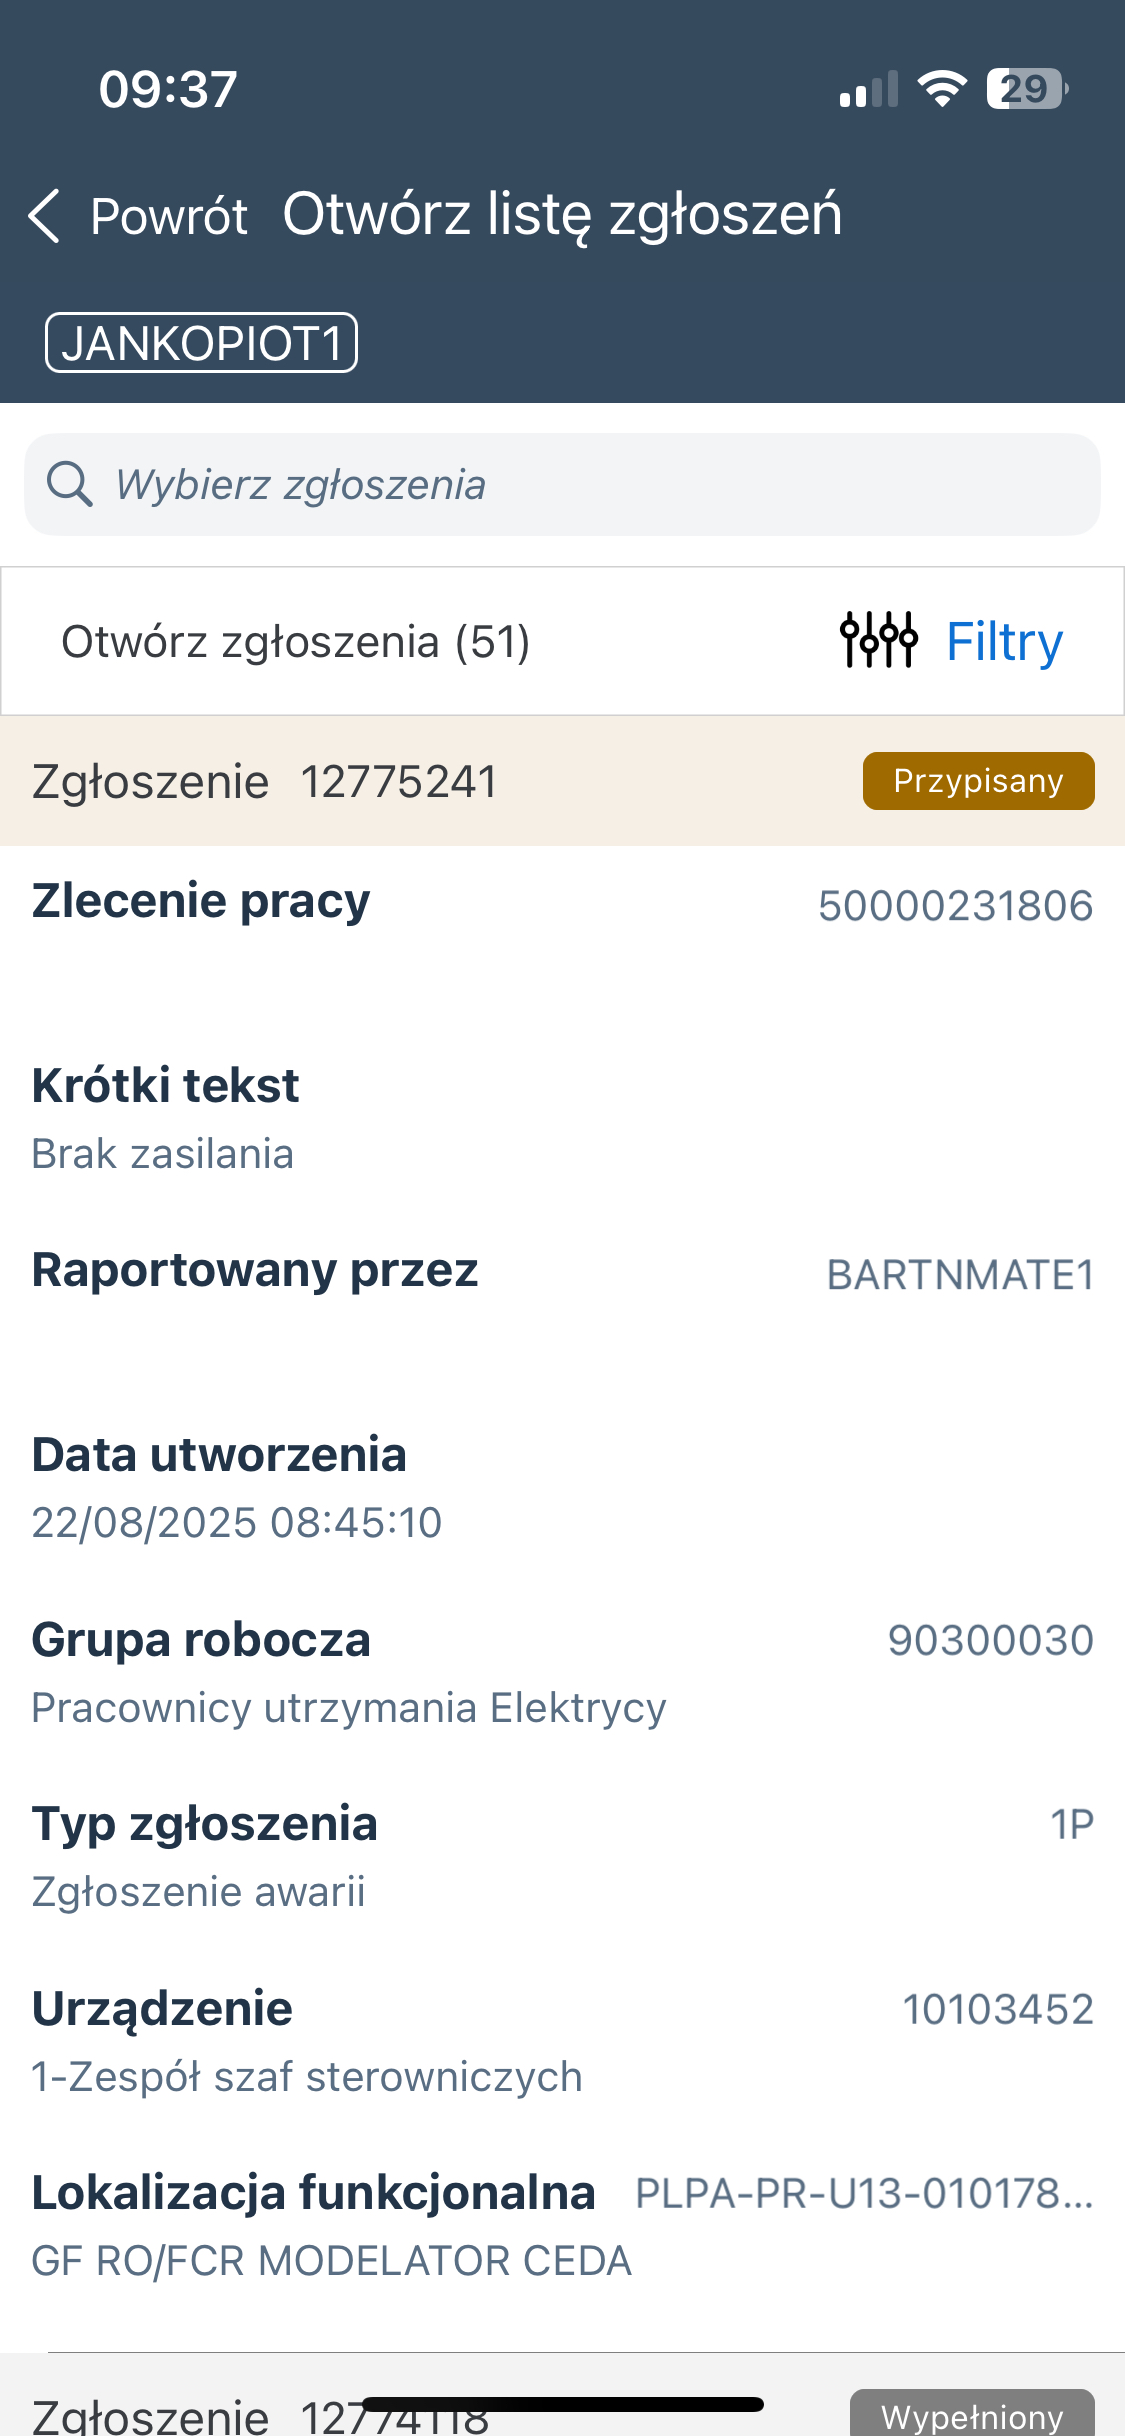 09:37
29
Powrót Otwórz listę zgłoszeń
JANKOPIOT1
Wybierz zgłoszenia
Otwórz zgłoszenia (51) Filtry
Zgłoszenie 12775241 Przypisany
Zlecenie pracy 50000231806
Krótki tekst
Brak zasilania
Raportowany przez BARTNMATE1
Data utworzenia
22/08/2025 08:45:10
Grupa robocza 90300030
Pracownicy utrzymania Elektrycy
Typ zgłoszenia 1P
Zgłoszenie awarii
Urządzenie 10103452
1-Zespół szaf sterowniczych
Lokalizacja funkcjonalna PLPA-PR-U13-010178...
GF RO/FCR MODELATOR CEDA
Zgłoszenie 12774118 Wypełniony